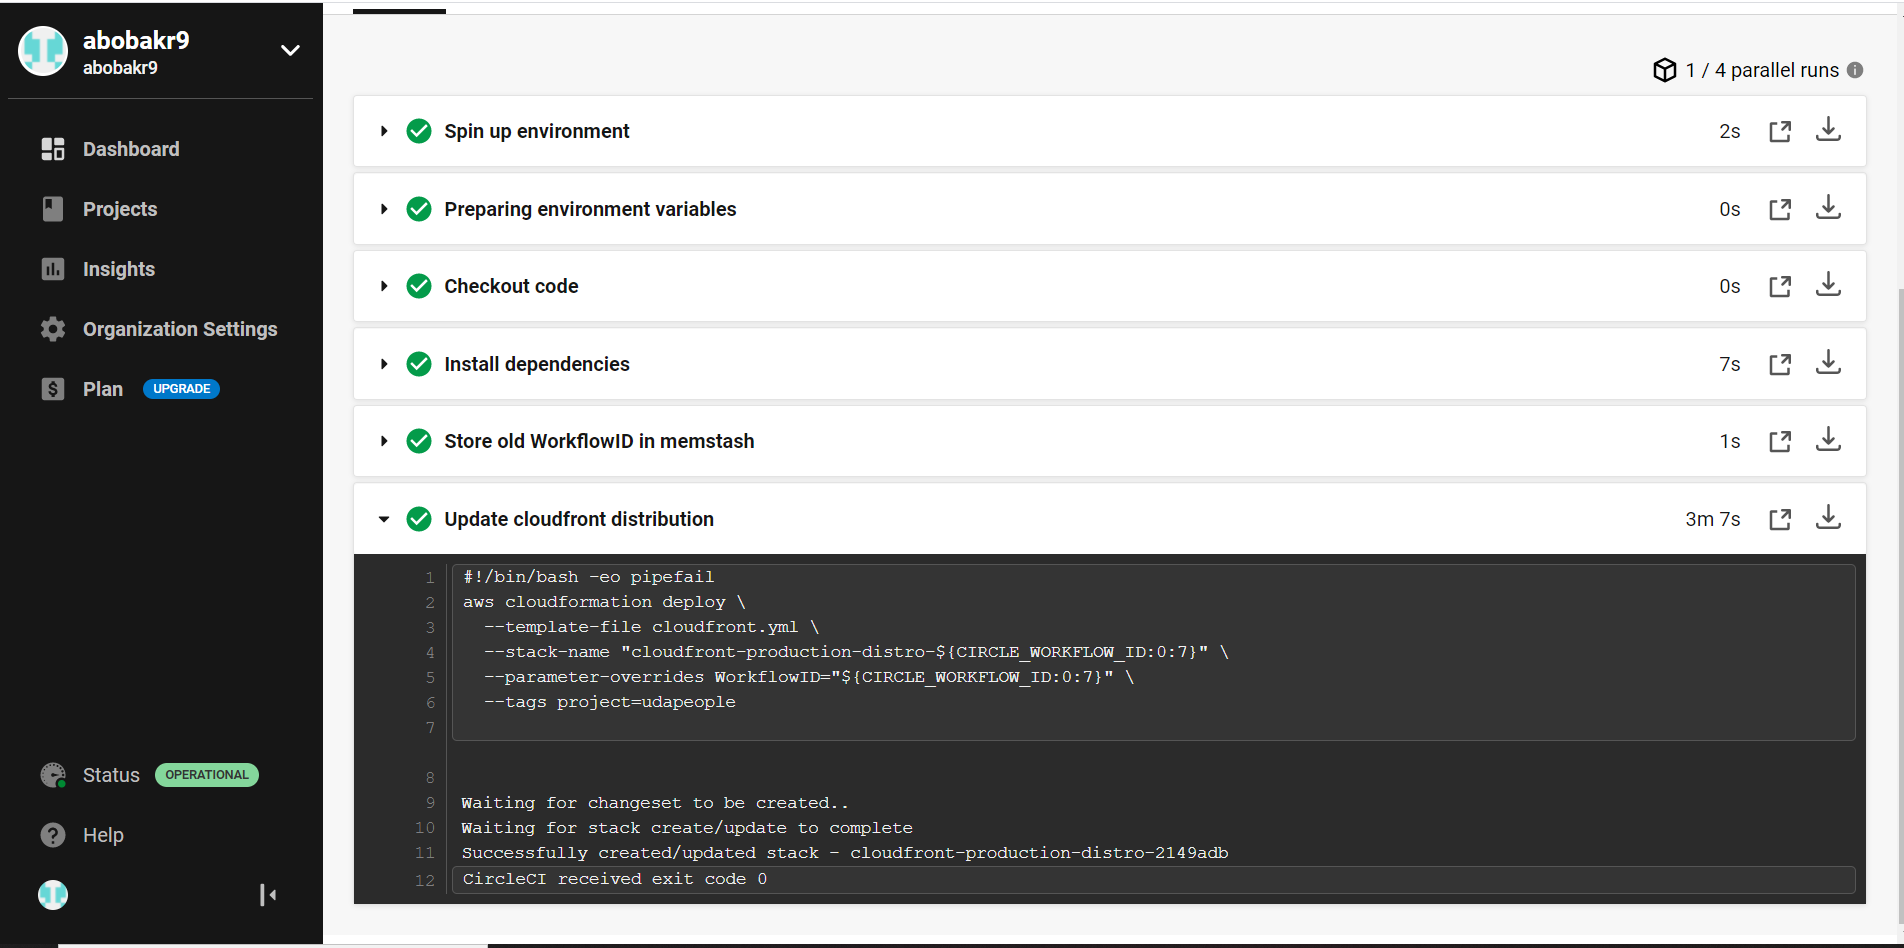 abobakr9
abobakr9
Dashboard
Projects
Insights
Organization Settings
Plan UPGRADE
Status OPERATIONAL
Help
1 / 4 parallel runs
Spin up environment 2s
Preparing environment variables 0s
Checkout code 0s
Install dependencies 7s
Store old WorkflowID in memstash 1s
Update cloudfront distribution 3m 7s
1 #!/bin/bash -eo pipefail
2 aws cloudformation deploy \
3 --template-file cloudfront.yml \
4 --stack-name "cloudfront-production-distro-${CIRCLE_WORKFLOW_ID:0:7}" \
5 --parameter-overrides WorkflowID="${CIRCLE_WORKFLOW_ID:0:7}" \
6 --tags project=udapeople
7
8
9 Waiting for changeset to be created..
10 Waiting for stack create/update to complete
11 Successfully created/updated stack - cloudfront-production-distro-2149adb
12 CircleCI received exit code 0